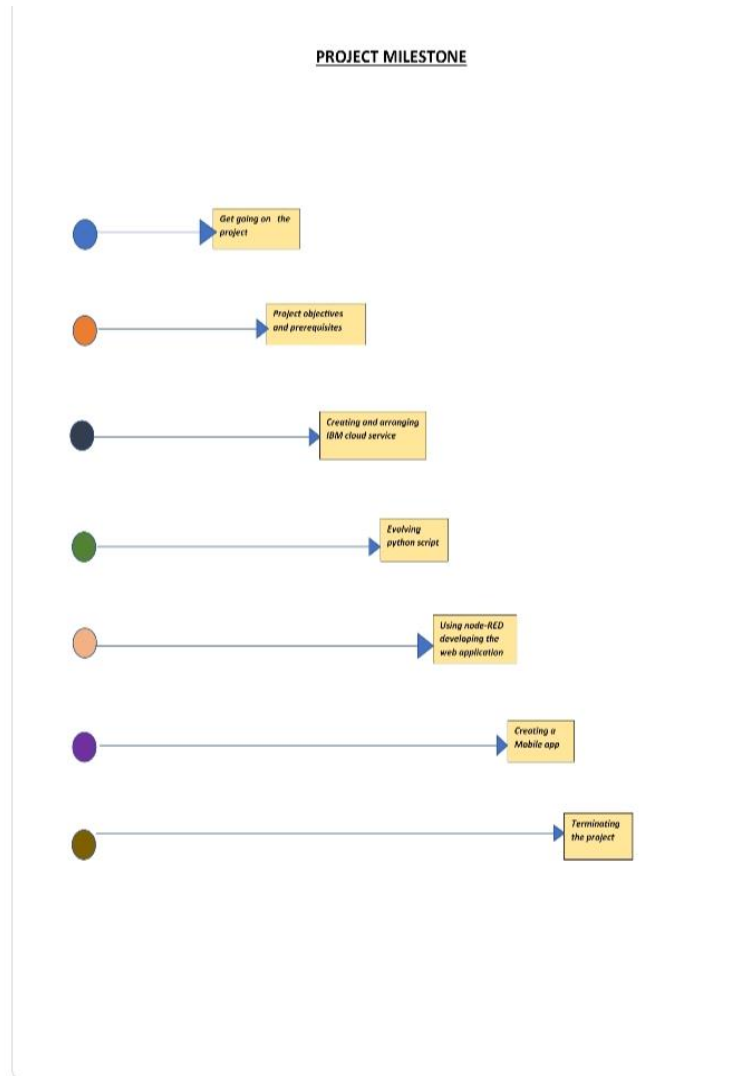 PROJECT MILESTONE
Get going on the
project
Project objectives
and prerequisites
Creating and arranging
IBM cloud service
Evolving
python script
Using node-RED
developing the
web application
Creating a
Mobile app
Terminating
the project